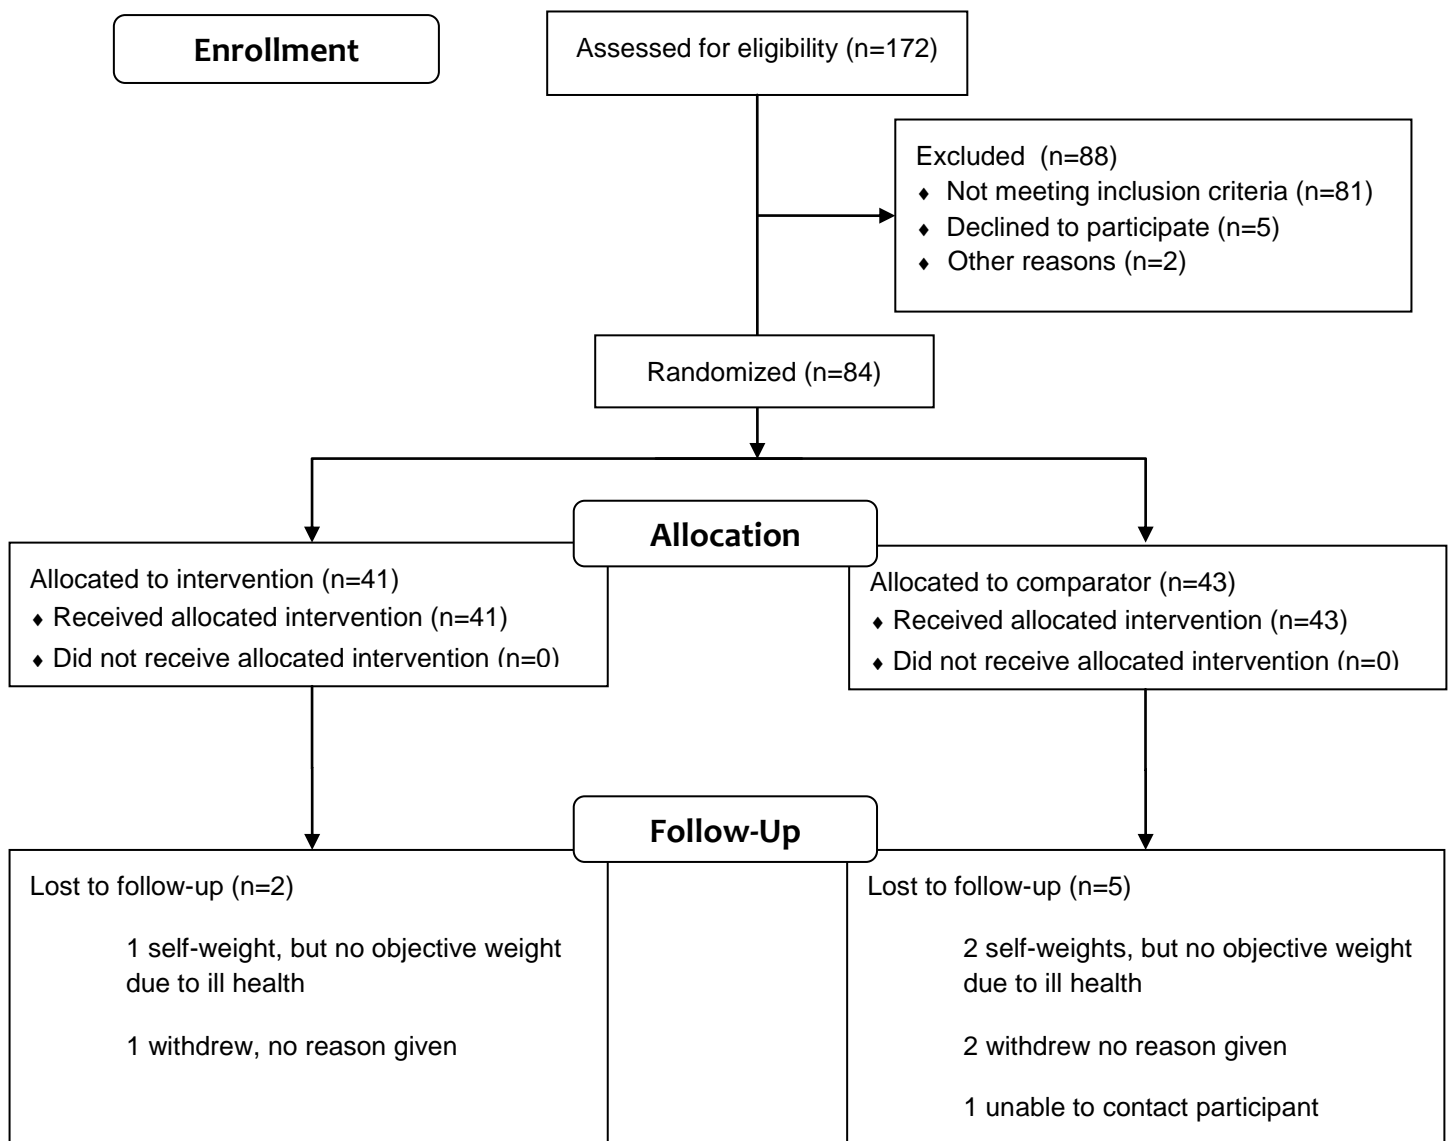 Enrollment
Assessed for eligibility (n=172)
Excluded (n=88)
♦ Not meeting inclusion criteria (n=81)
♦ Declined to participate (n=5)
♦ Other reasons (n=2)
Randomized (n=84)
Allocation
Allocated to intervention (n=41)
♦ Received allocated intervention (n=41)
♦ Did not receive allocated intervention (n=0)
Allocated to comparator (n=43)
♦ Received allocated intervention (n=43)
♦ Did not receive allocated intervention (n=0)
Follow-Up
Lost to follow-up (n=2)
1 self-weight, but no objective weight
due to ill health
1 withdrew, no reason given
Lost to follow-up (n=5)
2 self-weights, but no objective weight
due to ill health
2 withdrew no reason given
1 unable to contact participant